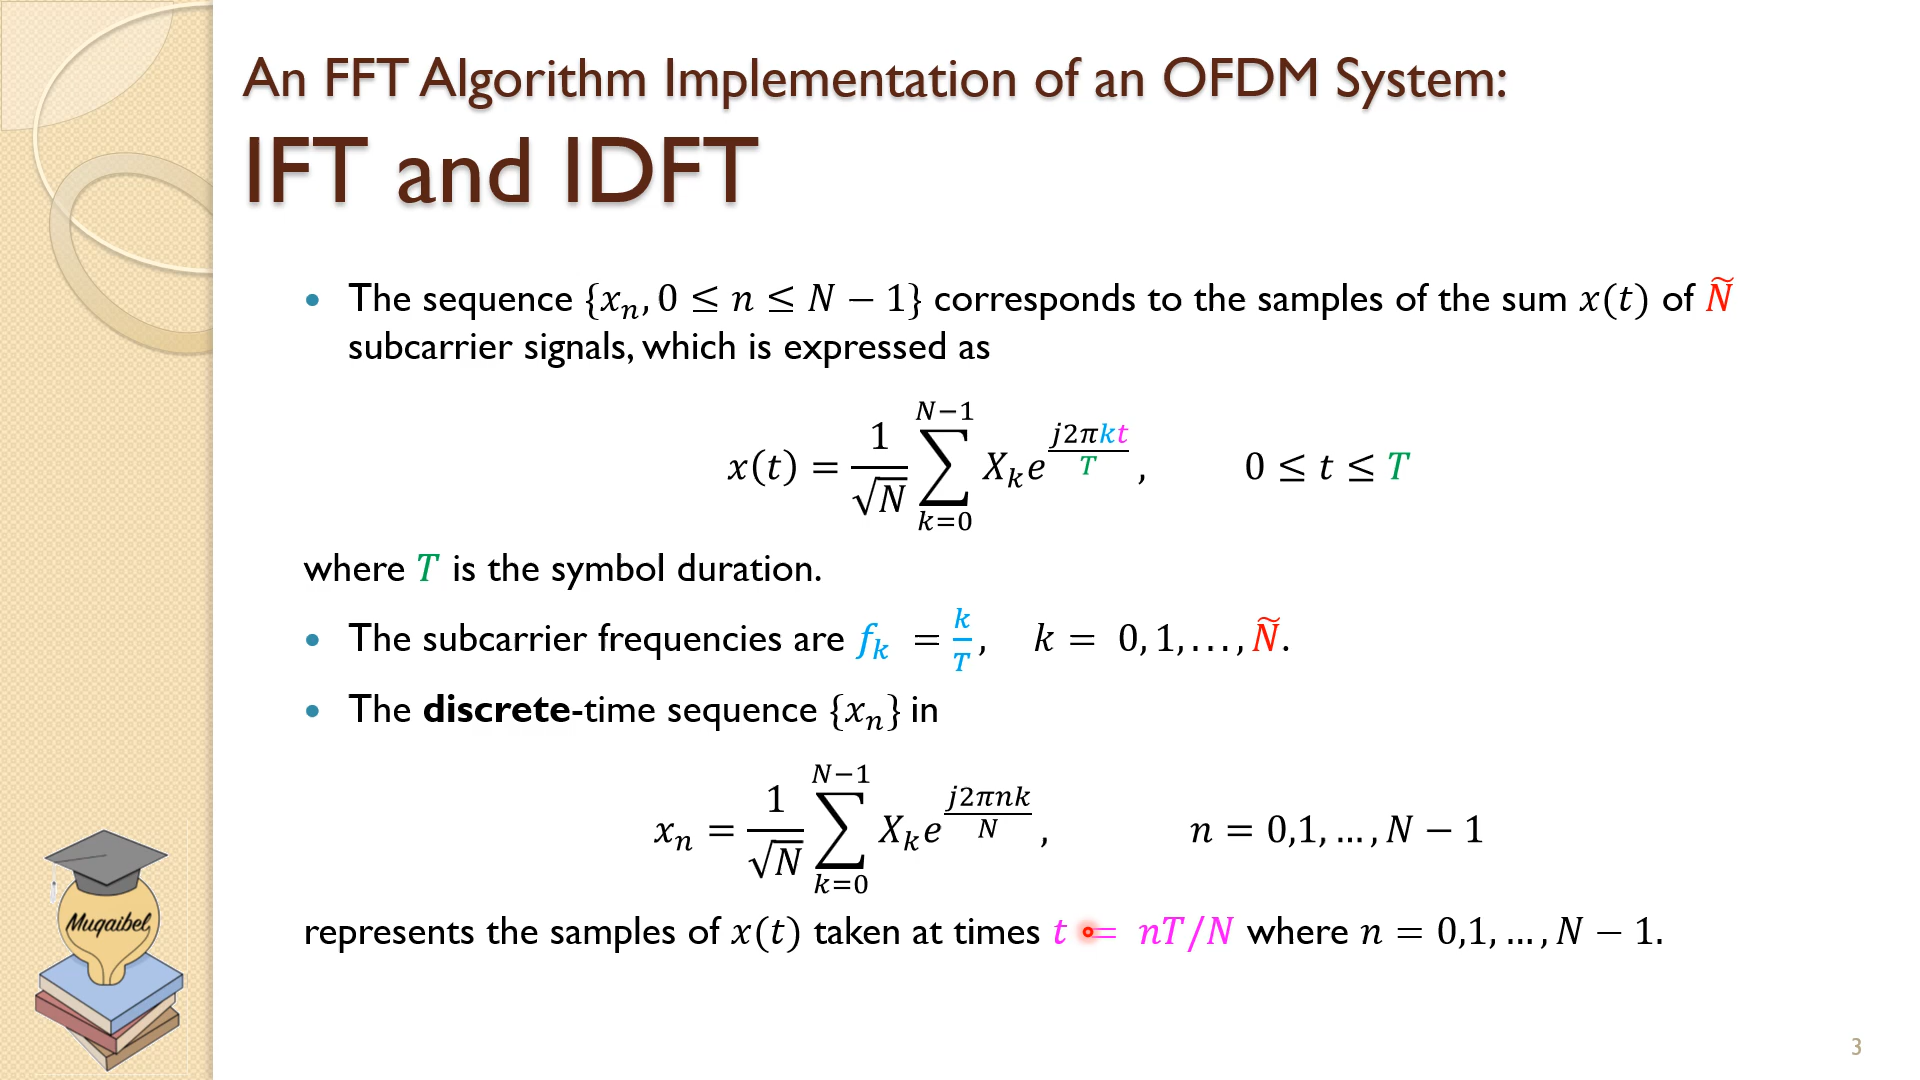 An FFT Algorithm Implementation of an OFDM System:
IFT and IDFT
• The sequence {xₙ, 0 ≤ n ≤ N − 1} corresponds to the samples of the sum x(t) of Ñ
subcarrier signals, which is expressed as
x(t) = 1/√N ∑_{k=0}^{N−1} X_k e^{j2πkt/T} , 0 ≤ t ≤ T
where T is the symbol duration.
• The subcarrier frequencies are f_k = k/T, k = 0, 1, . . . , Ñ.
• The discrete-time sequence {xₙ} in
xₙ = 1/√N ∑_{k=0}^{N−1} X_k e^{j2πnk/N} , n = 0,1, … , N − 1
represents the samples of x(t) taken at times t = nT/N where n = 0,1, … , N − 1.
Muqaibel
3